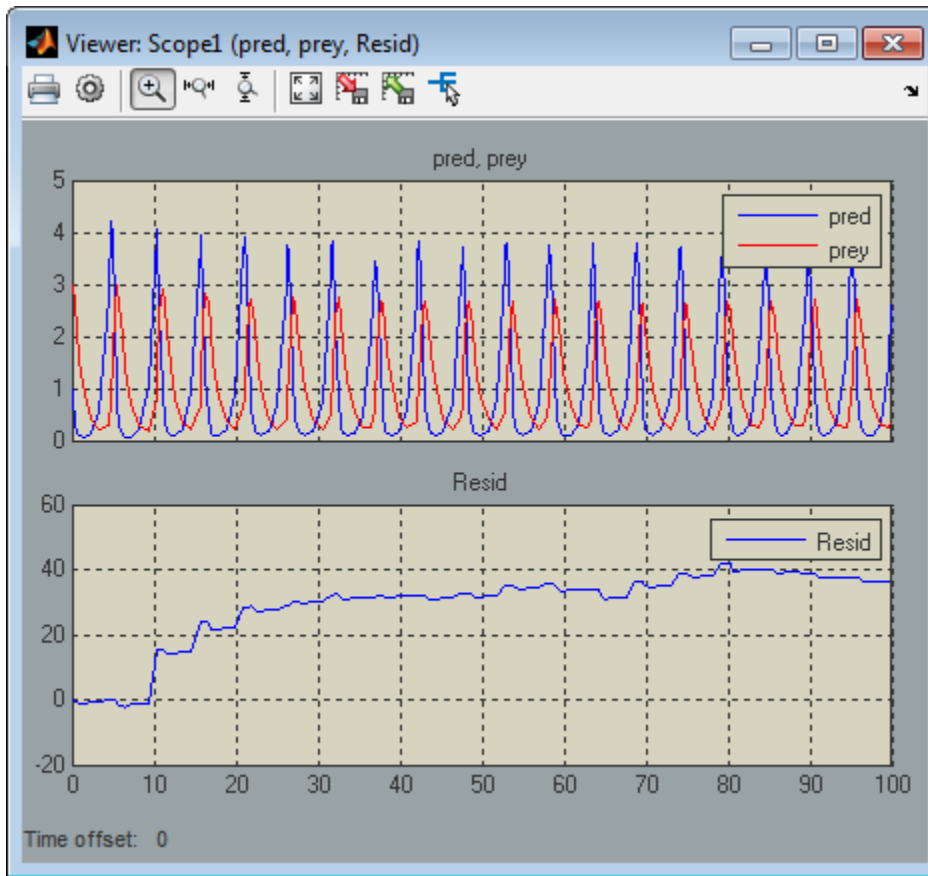 Viewer: Scope1 (pred, prey, Resid)
pred, prey
5
4
3
2
1
0
pred
prey
Resid
60
40
20
0
-20
Resid
0 10 20 30 40 50 60 70 80 90 100
Time offset: 0